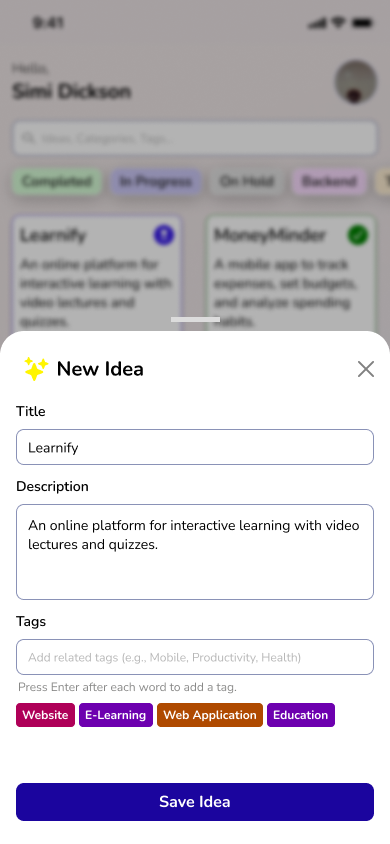 9:41
Hello,
Simi Dickson
Ideas, Categories, Tags...
Completed In Progress On Hold Backend
Learnify
An online platform for
interactive learning with
video lectures and
quizzes.
MoneyMinder
A mobile app to track
expenses, set budgets,
and analyze spending
habits.
New Idea
Title
Learnify
Description
An online platform for interactive learning with video
lectures and quizzes.
Tags
Add related tags (e.g., Mobile, Productivity, Health)
Press Enter after each word to add a tag.
Website E-Learning Web Application Education
Save Idea